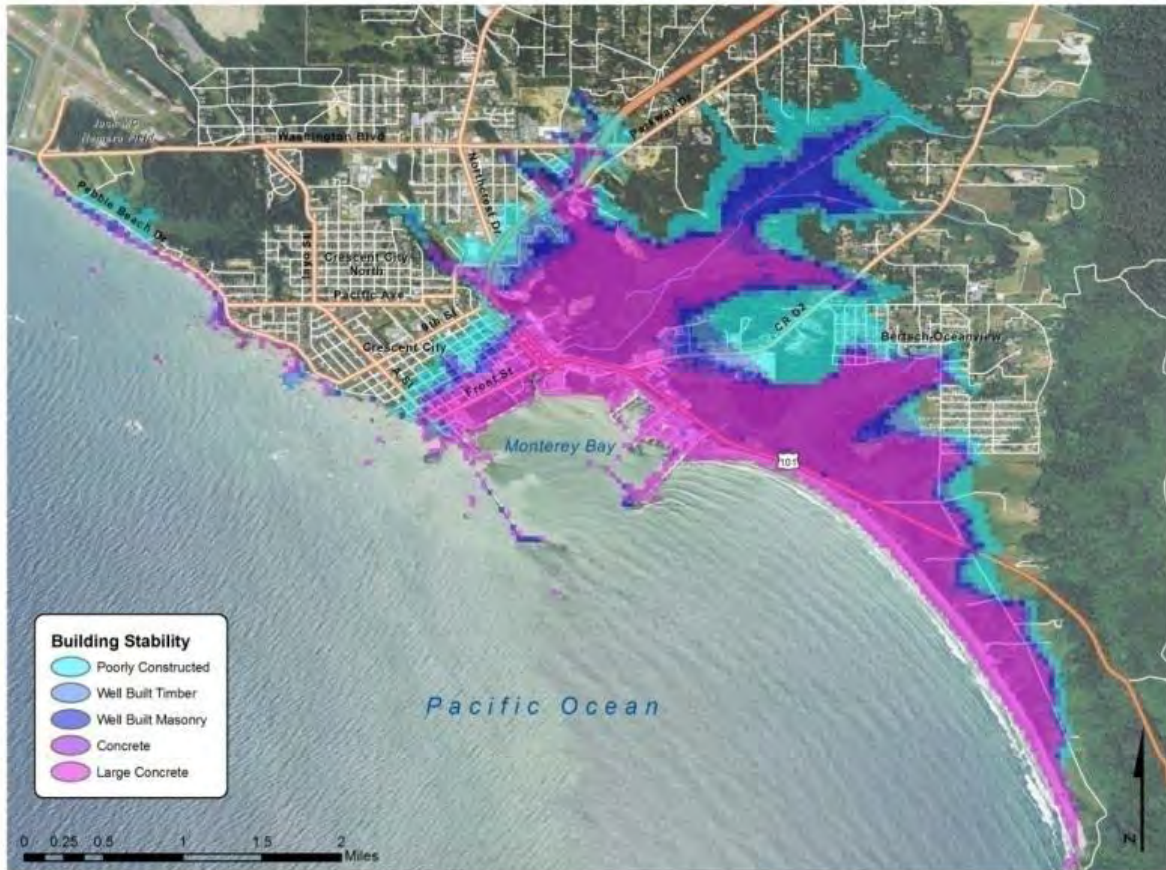 Washington Blvd
Parkway Dr
Northcrest Dr
Pebble Beach Dr
Crescent City
North
Pacific Ave
9th St
Crescent City
A St
Front St
CR D2
Bertsch-Oceanview
Monterey Bay
101
Pacific Ocean
Building Stability
Poorly Constructed
Well Built Timber
Well Built Masonry
Concrete
Large Concrete
0 0.25 0.5 1 1.5 2
Miles
N